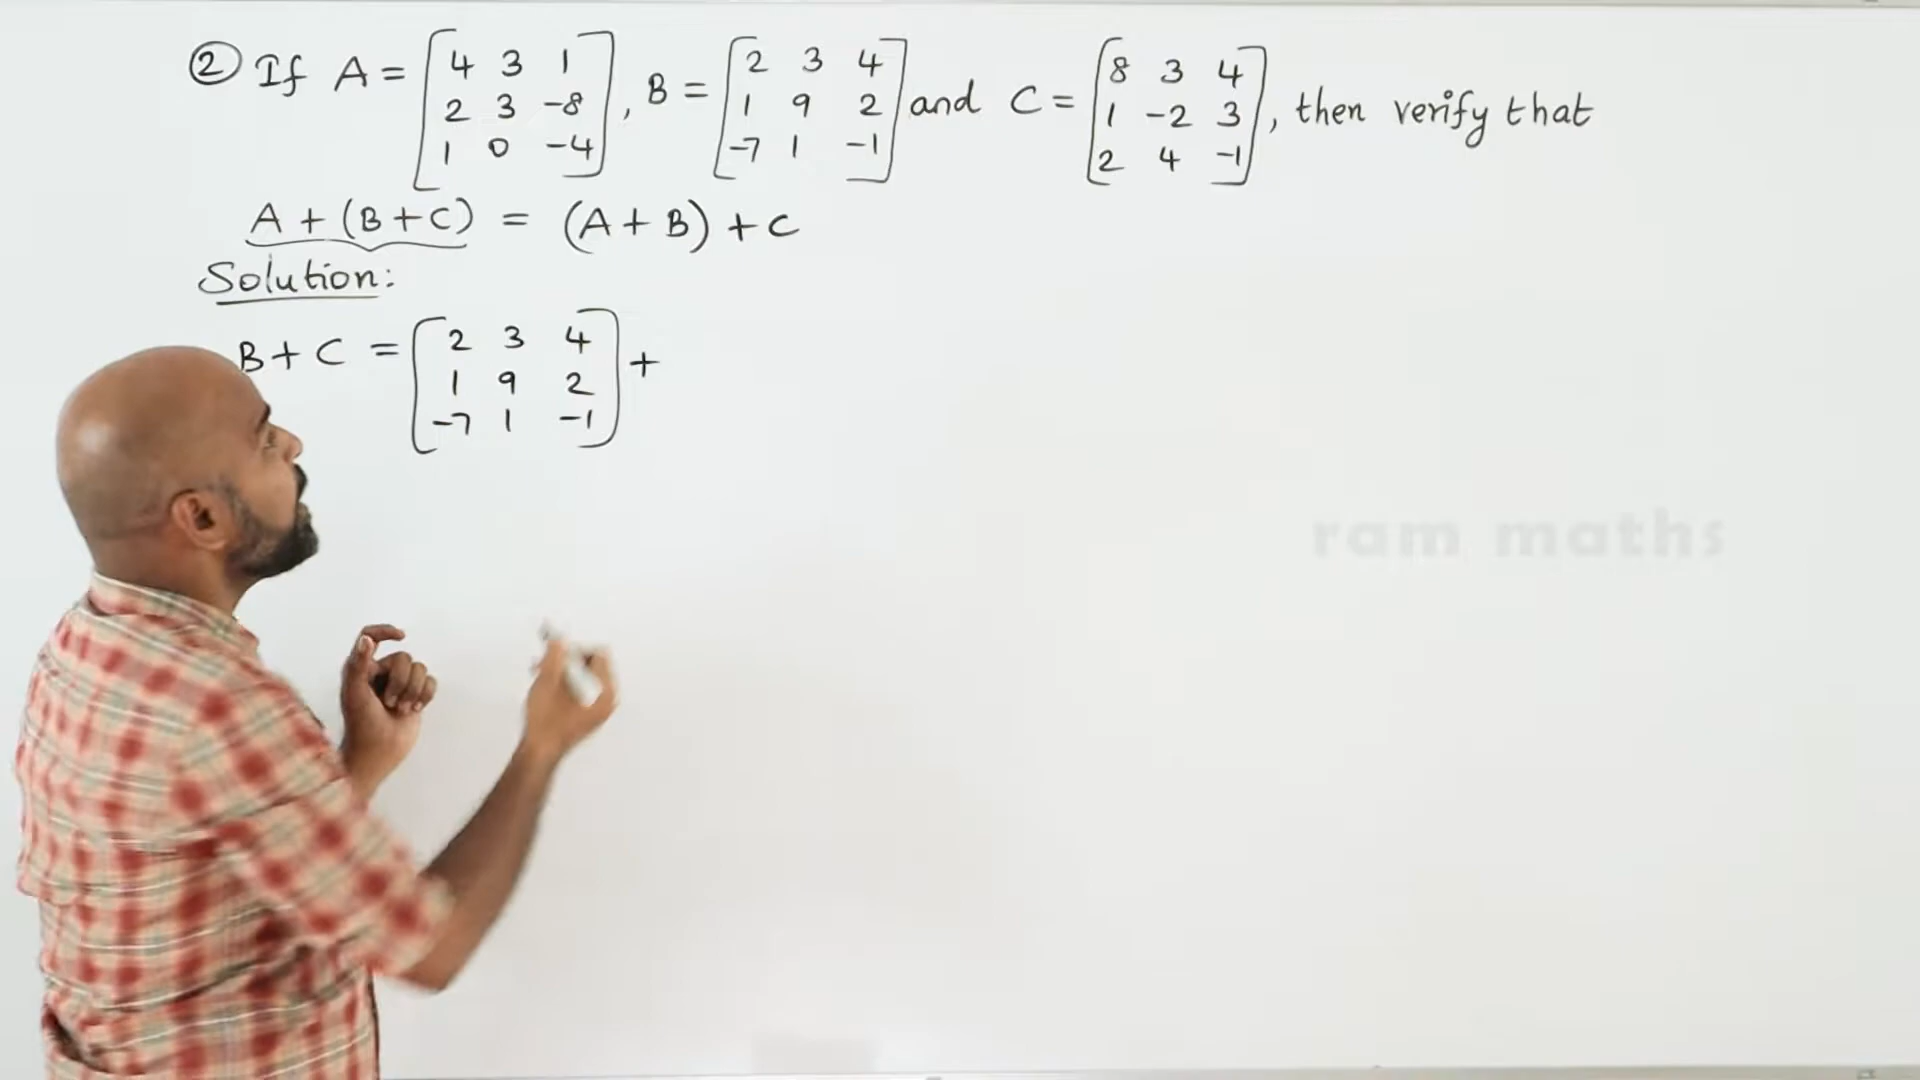 ② If A = [4 3 1; 2 3 -8; 1 0 -4], B = [2 3 4; 1 9 2; -7 1 -1] and C = [8 3 4; 1 -2 3; 2 4 -1], then verify that
A + (B + C) = (A + B) + C
Solution:
B + C = [2 3 4; 1 9 2; -7 1 -1] +
ram maths